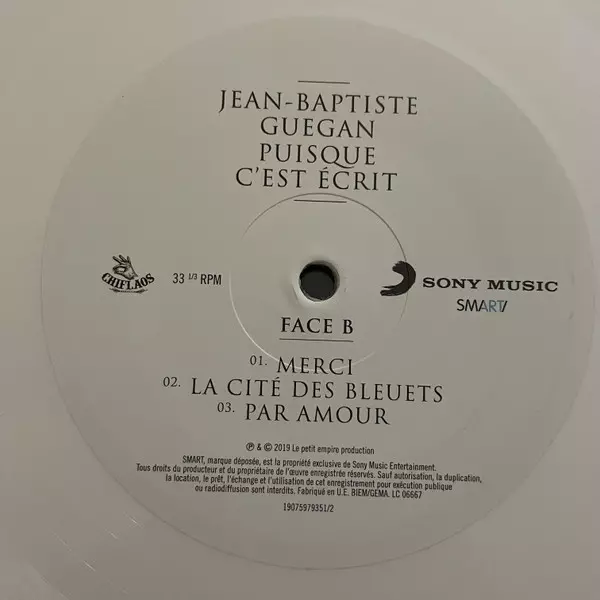 JEAN-BAPTISTE
GUEGAN
PUISQUE
C'EST ÉCRIT
CHIFLAOS
33 1/3 RPM
SONY MUSIC
SMART/
FACE B
01. MERCI
02. LA CITÉ DES BLEUETS
03. PAR AMOUR
℗ & © 2019 Le petit empire production
SMART, marque déposée, est la propriété exclusive de Sony Music Entertainment.
Tous droits du producteur et du propriétaire de l'œuvre enregistrée réservés. Sauf autorisation, la duplication,
la location, le prêt, l'échange et l'utilisation de cet enregistrement pour exécution publique
ou radiodiffusion sont interdits. Fabriqué en U.E. BIEM/GEMA. LC 06667
19075979351/2